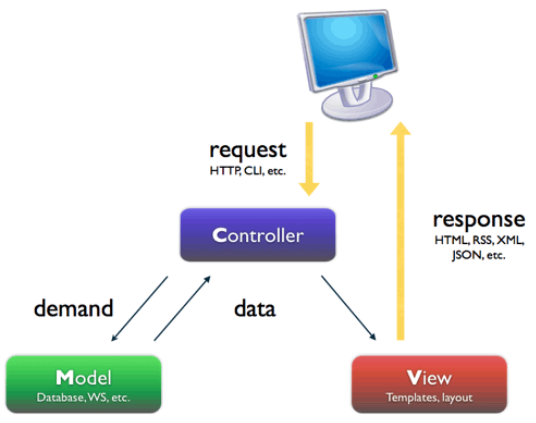 request
HTTP, CLI, etc.
Controller
response
HTML, RSS, XML,
JSON, etc.
demand
data
Model
Database, WS, etc.
View
Templates, layout